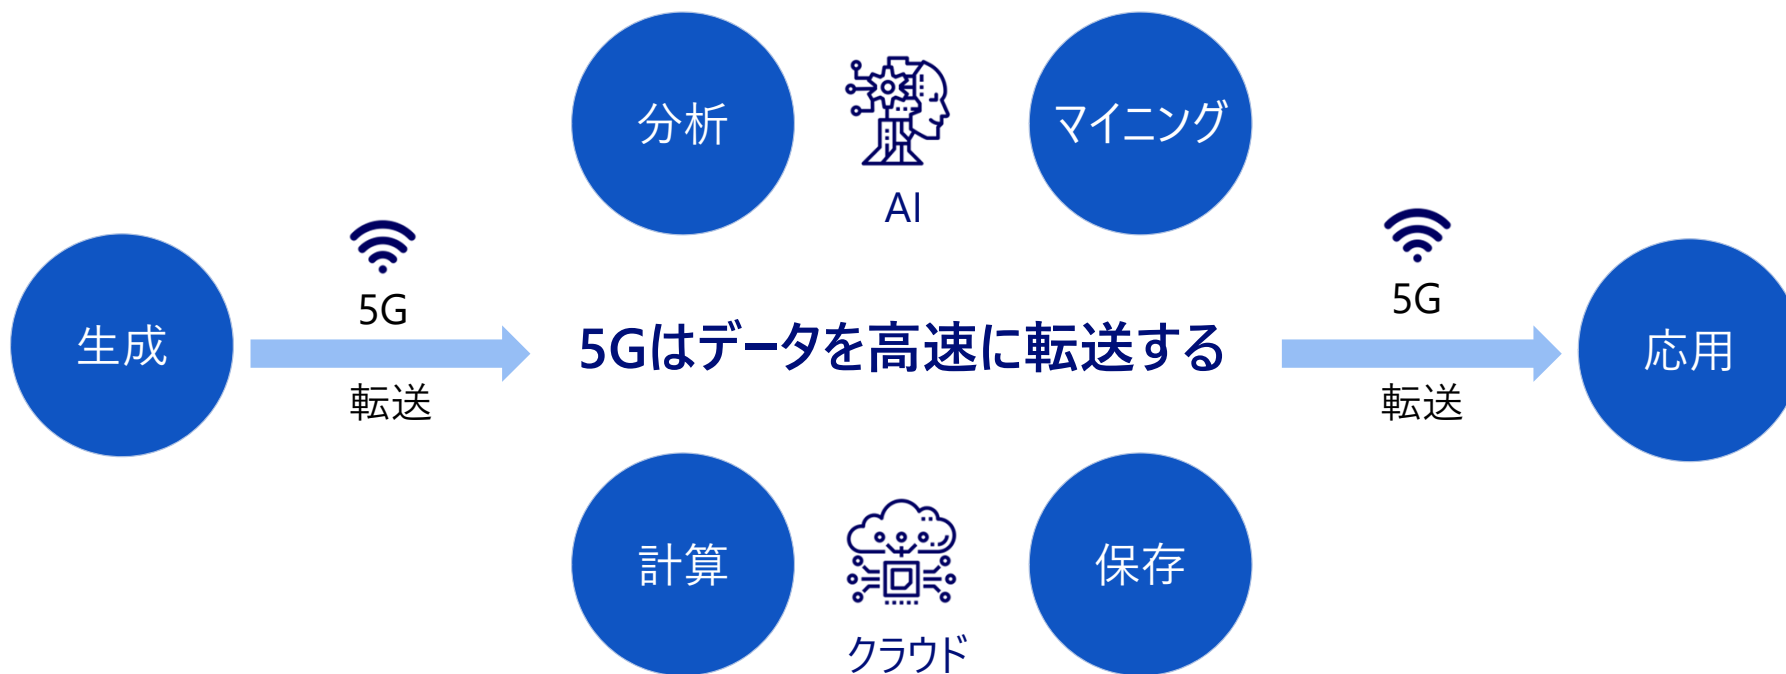 分析
マイニング
AI
5G
5G
生成
5Gはデータを高速に転送する
応用
転送
転送
計算
保存
クラウド